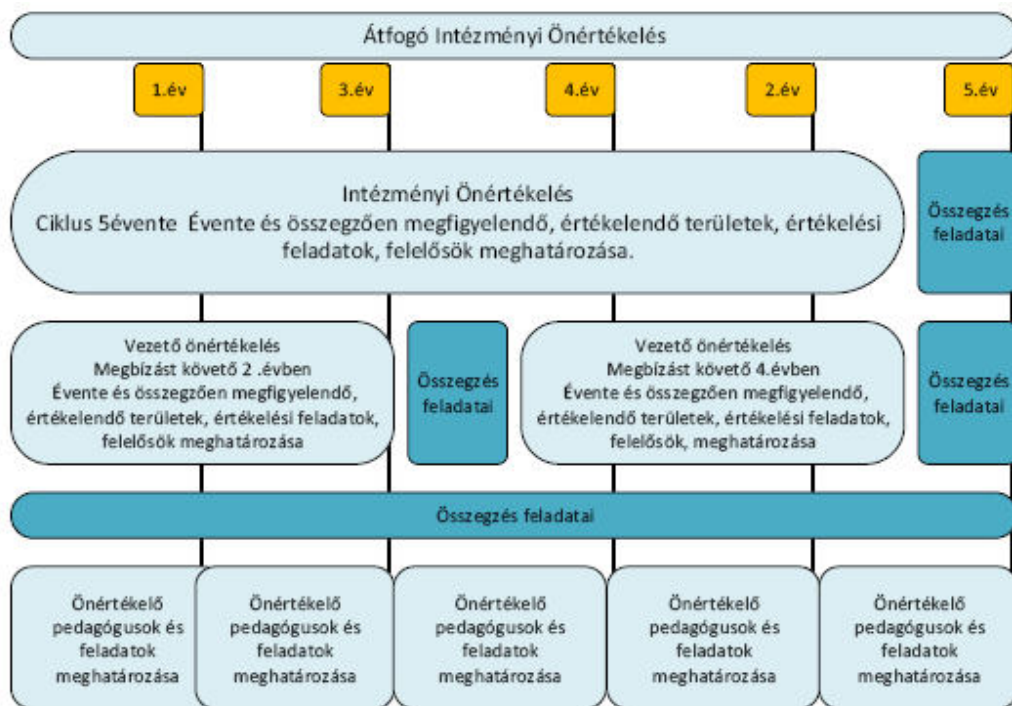 Átfogó Intézményi Önértékelés
1.év
3.év
4.év
2.év
5.év
Intézményi Önértékelés
Ciklus 5évente Évente és összegzően megfigyelendő, értékelendő területek, értékelési
feladatok, felelősök meghatározása.
Összegzés
feladatai
Vezető önértékelés
Megbízást követő 2 .évben
Évente és összegzően megfigyelendő,
értékelendő területek, értékelési feladatok,
felelősök meghatározása
Összegzés
feladatai
Vezető önértékelés
Megbízást követő 4.évben
Évente és összegzően megfigyelendő,
értékelendő területek, értékelési feladatok,
felelősök, meghatározása
Összegzés
feladatai
Összegzés feladatai
Önértékelő
pedagógusok és
feladatok
meghatározása
Önértékelő
pedagógusok és
feladatok
meghatározása
Önértékelő
pedagógusok és
feladatok
meghatározása
Önértékelő
pedagógusok és
feladatok
meghatározása
Önértékelő
pedagógusok és
feladatok
meghatározása